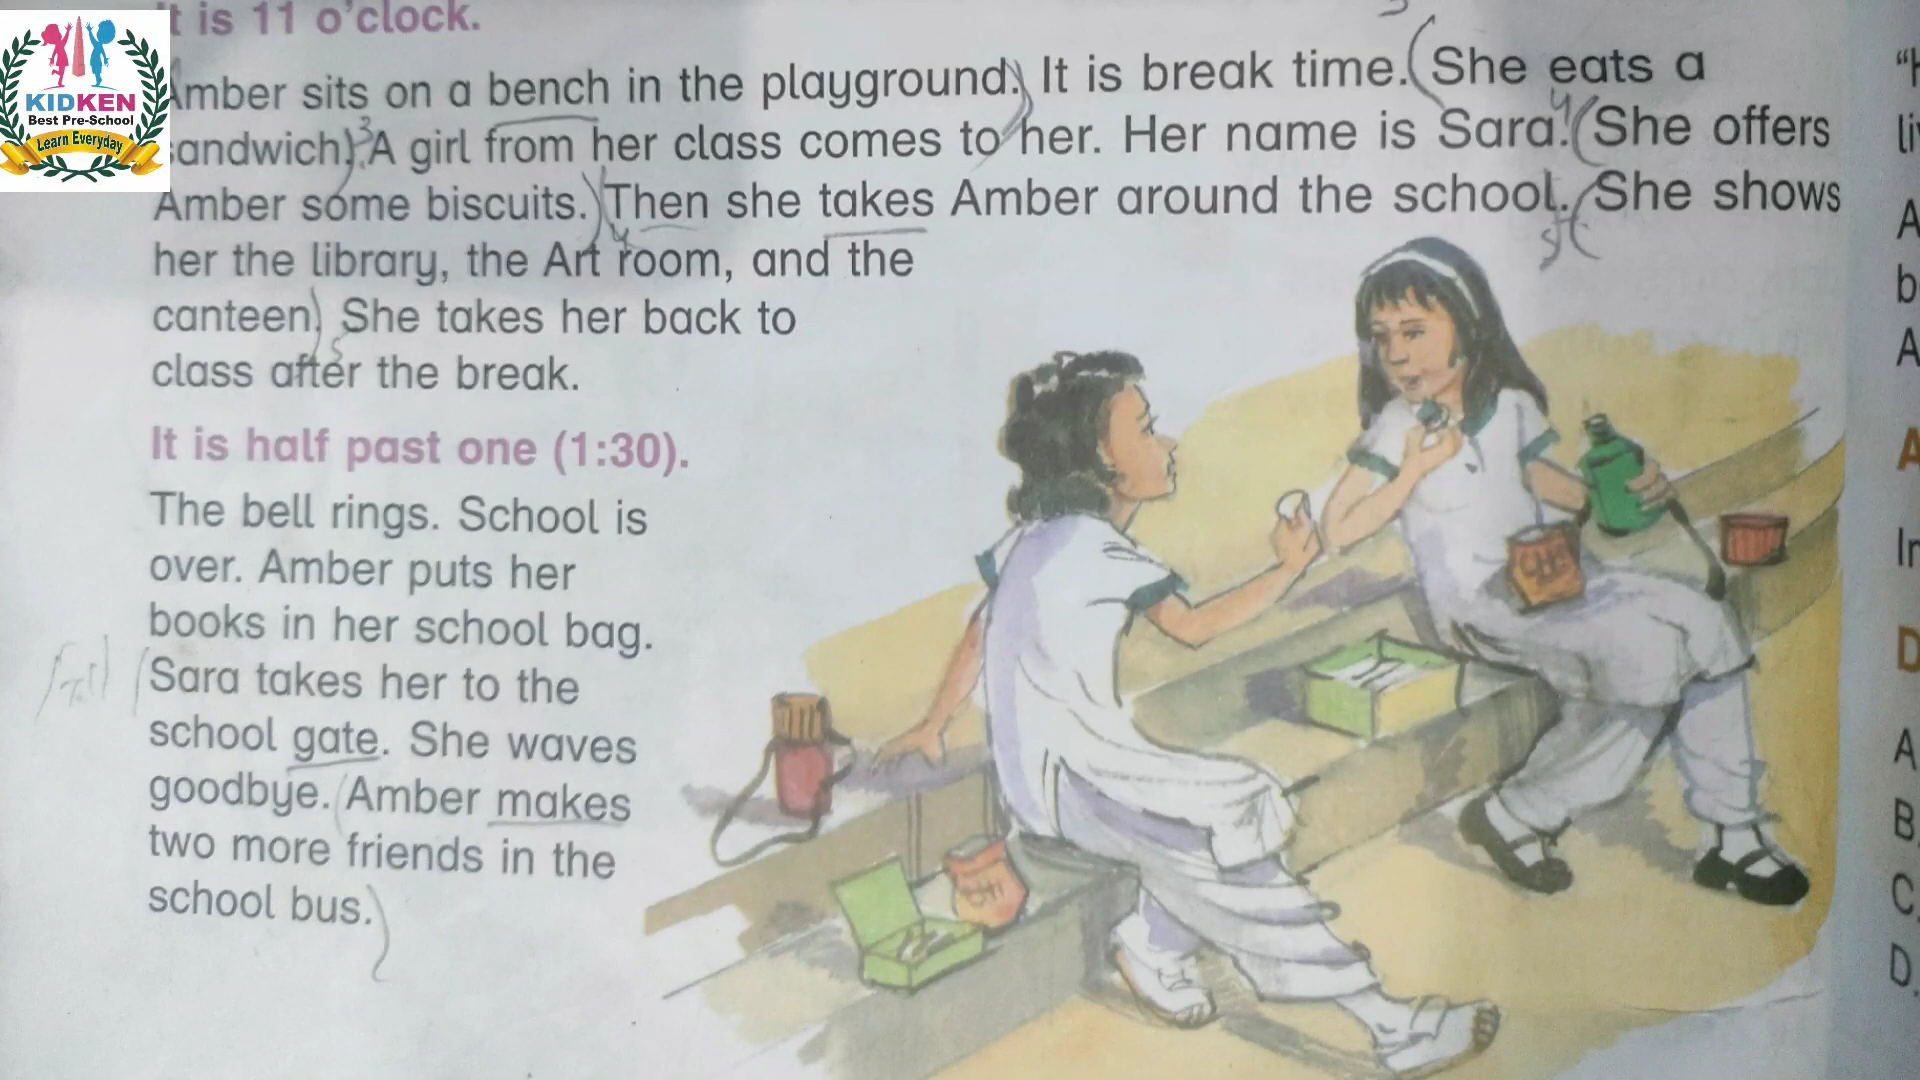 t is 11 o'clock.
KIDKEN
Best Pre-School
Learn Everyday
Amber sits on a bench in the playground. It is break time. She eats a
sandwich. A girl from her class comes to her. Her name is Sara. She offers
Amber some biscuits. Then she takes Amber around the school. She shows
her the library, the Art room, and the
canteen. She takes her back to
class after the break.
It is half past one (1:30).
The bell rings. School is
over. Amber puts her
books in her school bag.
Sara takes her to the
school gate. She waves
goodbye. Amber makes
two more friends in the
school bus.
"H
li
A
b
A
A
In
D
A
B.
C.
D.